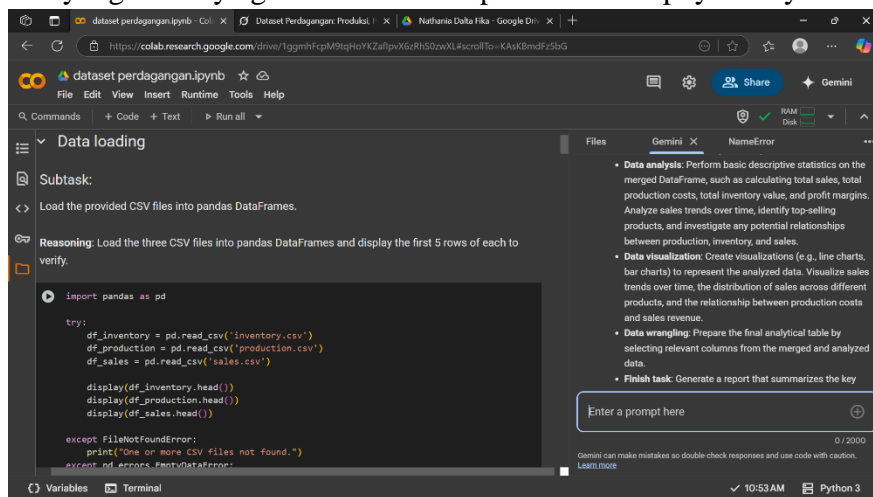 dataset perdagangan.ipynb - Col
Dataset Perdagangan: Produksi, P
Nathania Dalta Fika - Google Driv
https://colab.research.google.com/drive/1ggmhFcpM9tqHoYKZaflpvX6zRhS0zwXL#scrollTo=KAsKBmdFz5bG
CO dataset perdagangan.ipynb
File Edit View Insert Runtime Tools Help
Share
Gemini
Commands + Code + Text Run all
RAM
Disk
Data loading
Subtask:
Load the provided CSV files into pandas DataFrames.
Reasoning: Load the three CSV files into pandas DataFrames and display the first 5 rows of each to
verify.
import pandas as pd
try:
df_inventory = pd.read_csv('inventory.csv')
df_production = pd.read_csv('production.csv')
df_sales = pd.read_csv('sales.csv')
display(df_inventory.head())
display(df_production.head())
display(df_sales.head())
except FileNotFoundError:
print("One or more CSV files not found.")
except pd.errors.EmptyDataError:
Files Gemini NameError
• Data analysis: Perform basic descriptive statistics on the
merged DataFrame, such as calculating total sales, total
production costs, total inventory value, and profit margins.
Analyze sales trends over time, identify top-selling
products, and investigate any potential relationships
between production, inventory, and sales.
• Data visualization: Create visualizations (e.g., line charts,
bar charts) to represent the analyzed data. Visualize sales
trends over time, the distribution of sales across different
products, and the relationship between production costs
and sales revenue.
• Data wrangling: Prepare the final analytical table by
selecting relevant columns from the merged and analyzed
data.
• Finish task: Generate a report that summarizes the key
Enter a prompt here
0 / 2000
Gemini can make mistakes so double-check responses and use code with caution.
Learn more
Variables Terminal
10:53 AM Python 3